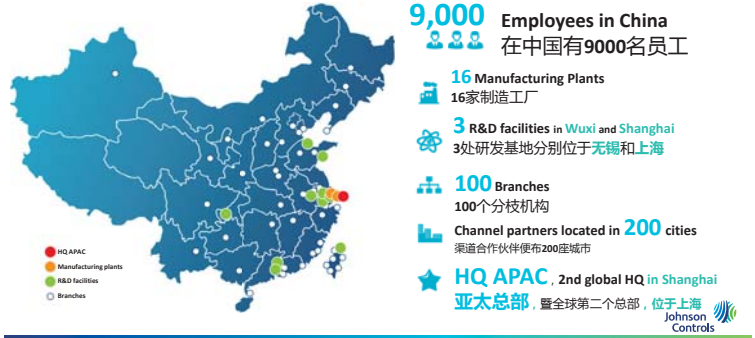 9,000 Employees in China
在中国有9000名员工
16 Manufacturing Plants
16家制造工厂
3 R&D facilities in Wuxi and Shanghai
3处研发基地分别位于无锡和上海
100 Branches
100个分枝机构
Channel partners located in 200 cities
渠道合作伙伴便布200座城市
HQ APAC , 2nd global HQ in Shanghai
亚太总部 , 暨全球第二个总部 , 位于上海
HQ APAC
Manufacturing plants
R&D facilities
Branches
Johnson
Controls